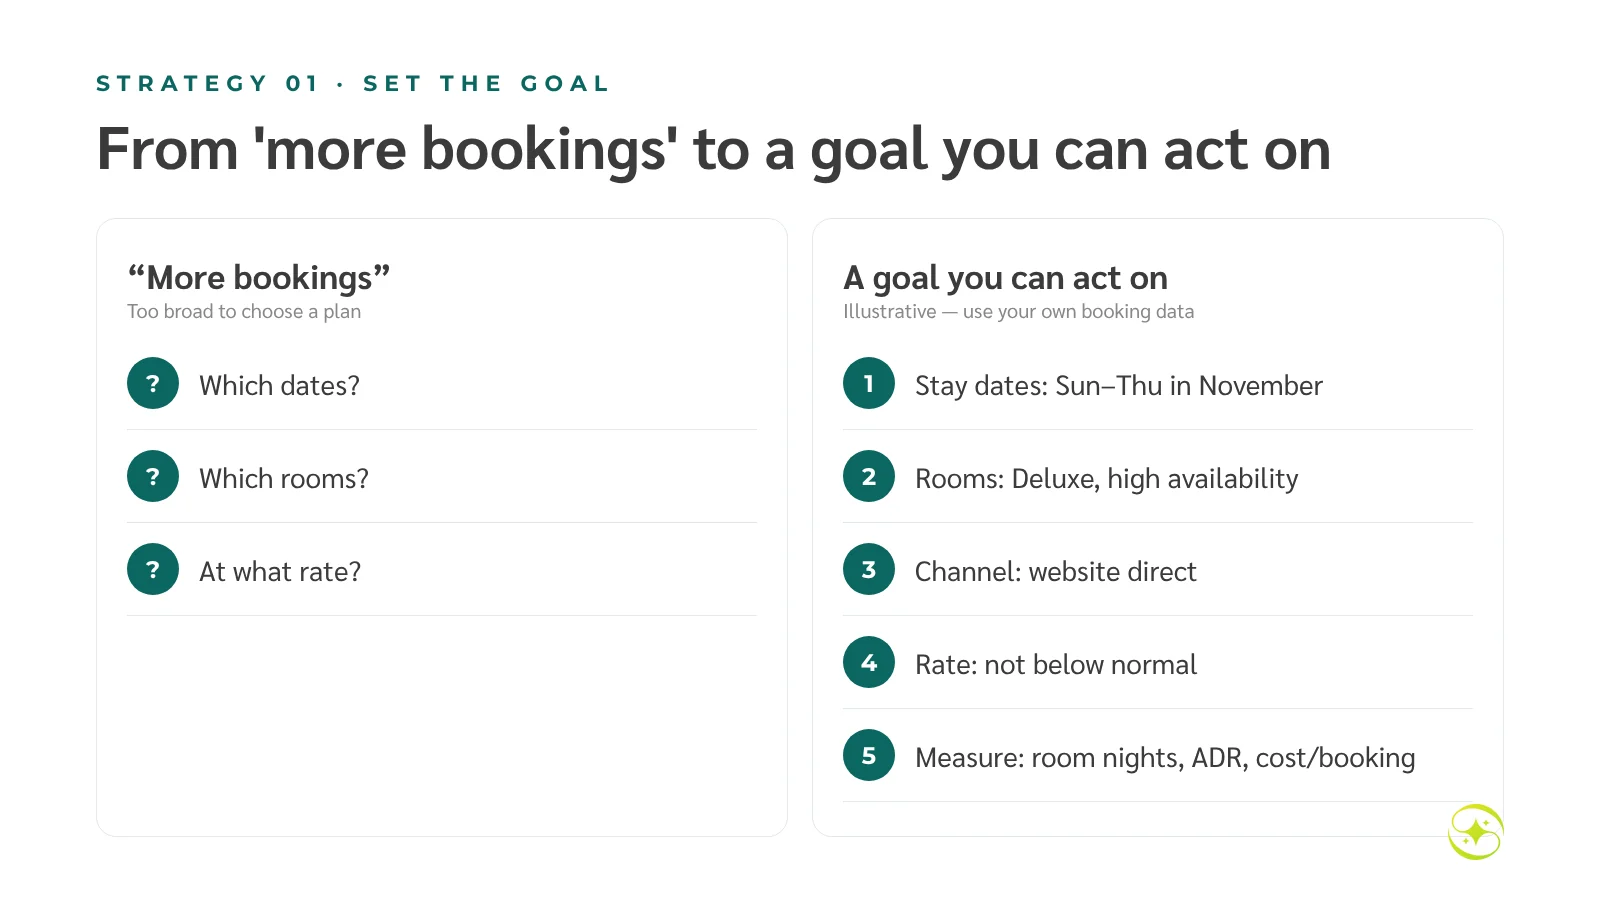 STRATEGY 01 · SET THE GOAL
From 'more bookings' to a goal you can act on
“More bookings”
Too broad to choose a plan
? Which dates?
? Which rooms?
? At what rate?
A goal you can act on
Illustrative — use your own booking data
1 Stay dates: Sun–Thu in November
2 Rooms: Deluxe, high availability
3 Channel: website direct
4 Rate: not below normal
5 Measure: room nights, ADR, cost/booking